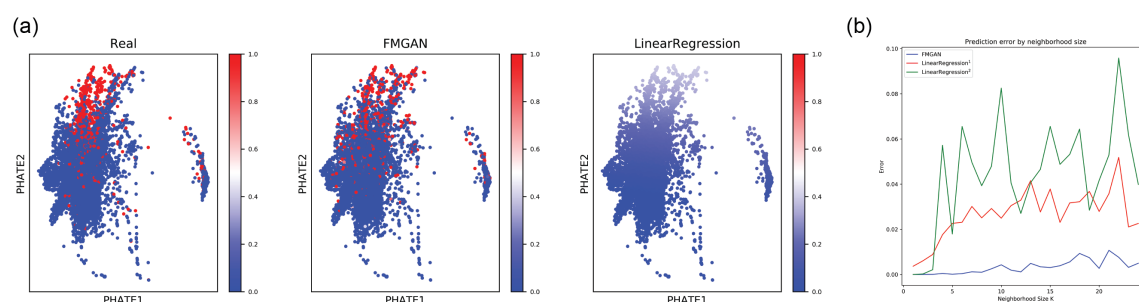 (a)
Real
PHATE2
PHATE1
1.0
0.8
0.6
0.4
0.2
0.0
FMGAN
PHATE2
PHATE1
1.0
0.8
0.6
0.4
0.2
0.0
LinearRegression
PHATE2
PHATE1
1.0
0.8
0.6
0.4
0.2
0.0
(b)
Prediction error by neighborhood size
FMGAN
LinearRegression¹
LinearRegression²
Error
0.10
0.08
0.06
0.04
0.02
0.00
0
5
10
15
20
Neighborhood Size K